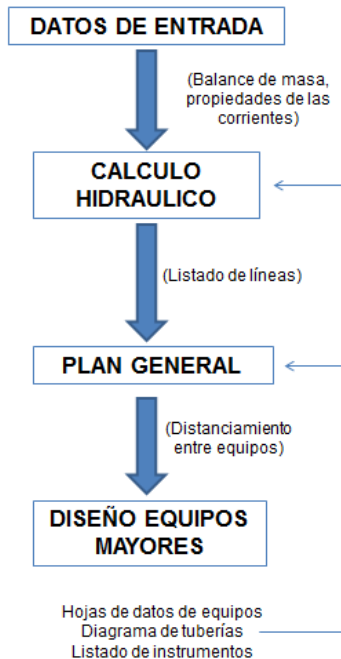 DATOS DE ENTRADA
(Balance de masa,
propiedades de las
corrientes)
CALCULO
HIDRAULICO
(Listado de líneas)
PLAN GENERAL
(Distanciamiento
entre equipos)
DISEÑO EQUIPOS
MAYORES
Hojas de datos de equipos
Diagrama de tuberías
Listado de instrumentos